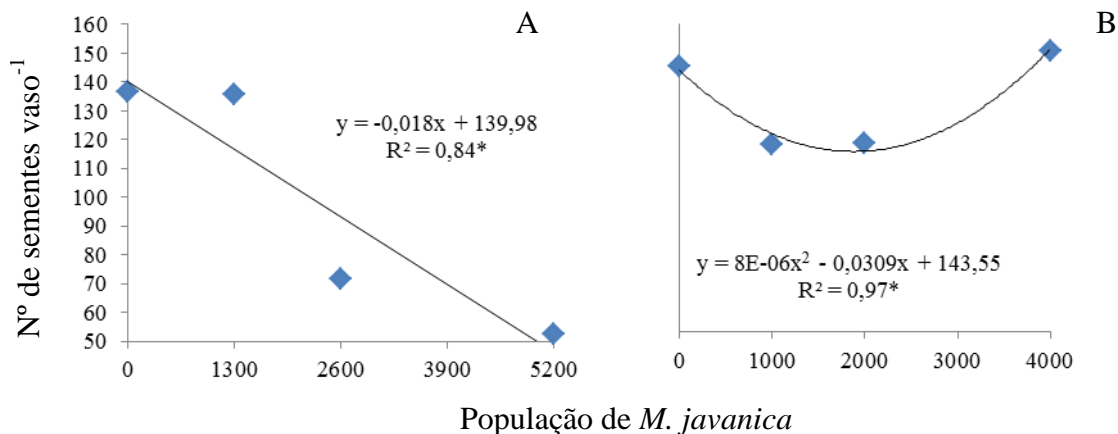 A
B
160
150
140
130
120
110
100
90
80
70
60
50
Nº de sementes vaso⁻¹
y = -0,018x + 139,98
R² = 0,84*
y = 8E-06x² - 0,0309x + 143,55
R² = 0,97*
0 1300 2600 3900 5200
0 1000 2000 3000 4000
População de M. javanica